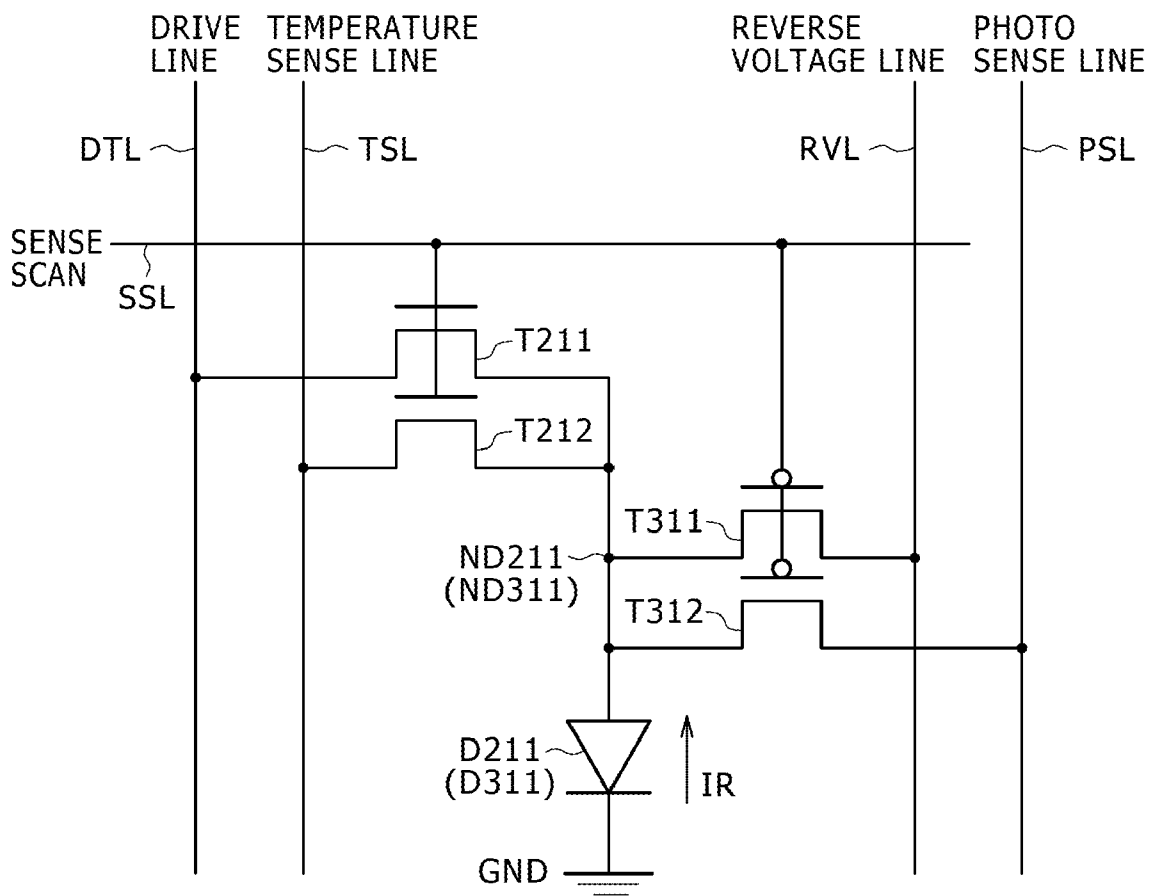 DRIVE
LINE
TEMPERATURE
SENSE LINE
REVERSE
VOLTAGE LINE
PHOTO
SENSE LINE
DTL
TSL
RVL
PSL
SENSE
SCAN
SSL
T211
T212
T311
ND211
(ND311)
T312
D211
(D311)
IR
GND